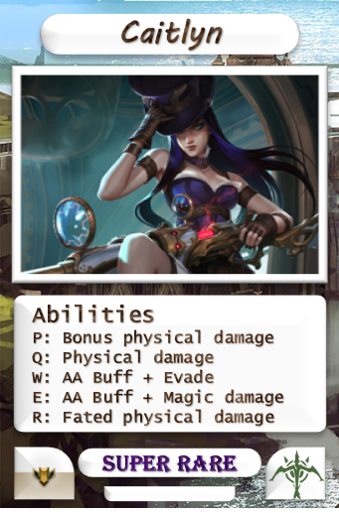 Caitlyn
Abilities
P: Bonus physical damage
Q: Physical damage
W: AA Buff + Evade
E: AA Buff + Magic damage
R: Fated physical damage
SUPER RARE